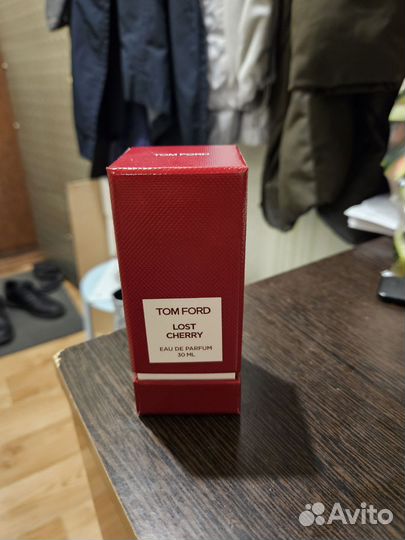 TOM FORD
TOM FORD
LOST
CHERRY
EAU DE PARFUM
30 ML
Avito